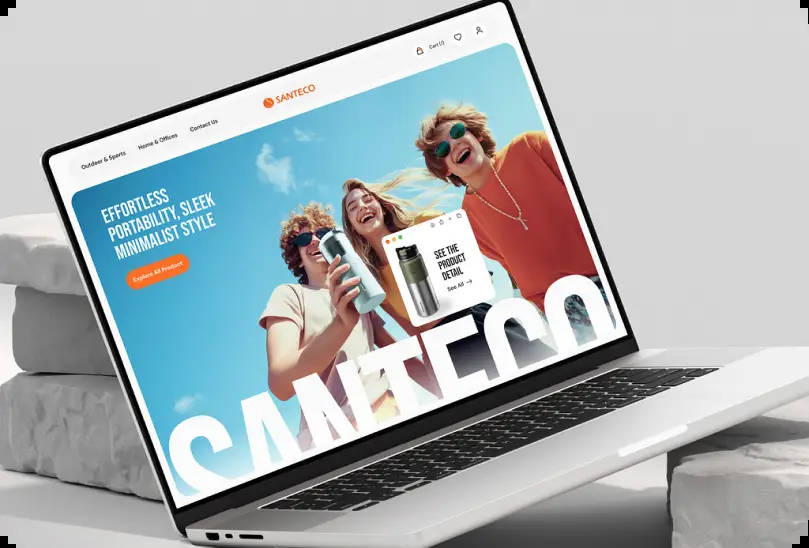 Cart( )
SANTECO
Outdoor & Sports
Home & Offices
Contact Us
EFFORTLESS
PORTABILITY, SLEEK
MINIMALIST STYLE
Explore All Product
SEE THE
PRODUCT
DETAIL
See All →
SANTECO